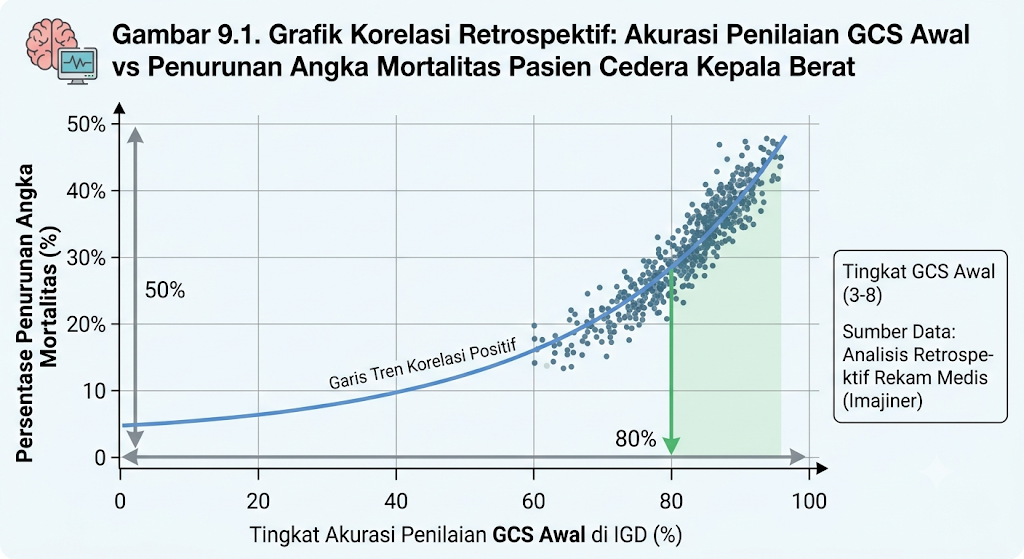 Gambar 9.1. Grafik Korelasi Retrospektif: Akurasi Penilaian GCS Awal
vs Penurunan Angka Mortalitas Pasien Cedera Kepala Berat
Persentase Penurunan Angka
Mortalitas (%)
50%
40%
30%
20%
10
0
50%
Garis Tren Korelasi Positif
80%
0 20 40 60 80 100
Tingkat Akurasi Penilaian GCS Awal di IGD (%)
Tingkat GCS Awal
(3-8)
Sumber Data:
Analisis Retrospe-
ktif Rekam Medis
(Imajiner)